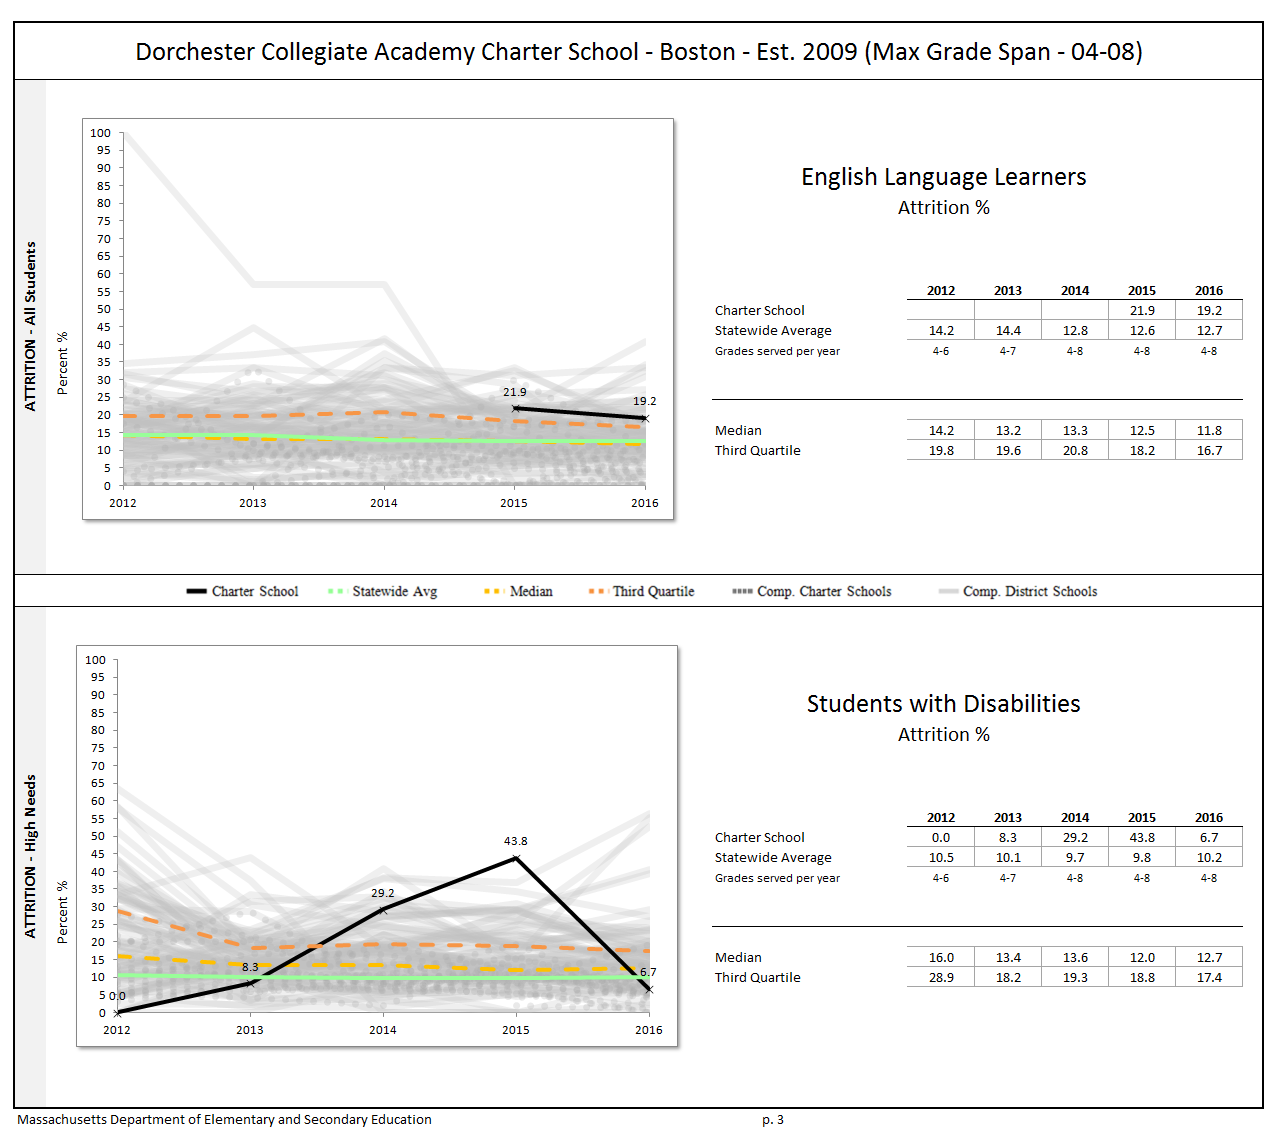 Dorchester Collegiate Academy Charter School - Boston - Est. 2009 (Max Grade Span - 04-08)
ATTRITION - All Students
Percent %
100
95
90
85
80
75
70
65
60
55
50
45
40
35
30
25
20
15
10
5
0
21.9
19.2
2012 2013 2014 2015 2016
English Language Learners
Attrition %
2012 2013 2014 2015 2016
Charter School 21.9 19.2
Statewide Average 14.2 14.4 12.8 12.6 12.7
Grades served per year 4-6 4-7 4-8 4-8 4-8
Median 14.2 13.2 13.3 12.5 11.8
Third Quartile 19.8 19.6 20.8 18.2 16.7
Charter School Statewide Avg Median Third Quartile Comp. Charter Schools Comp. District Schools
ATTRITION - High Needs
Percent %
100
95
90
85
80
75
70
65
60
55
50
45
40
35
30
25
20
15
10
5
0
0.0
8.3
29.2
43.8
6.7
2012 2013 2014 2015 2016
Students with Disabilities
Attrition %
2012 2013 2014 2015 2016
Charter School 0.0 8.3 29.2 43.8 6.7
Statewide Average 10.5 10.1 9.7 9.8 10.2
Grades served per year 4-6 4-7 4-8 4-8 4-8
Median 16.0 13.4 13.6 12.0 12.7
Third Quartile 28.9 18.2 19.3 18.8 17.4
Massachusetts Department of Elementary and Secondary Education p. 3